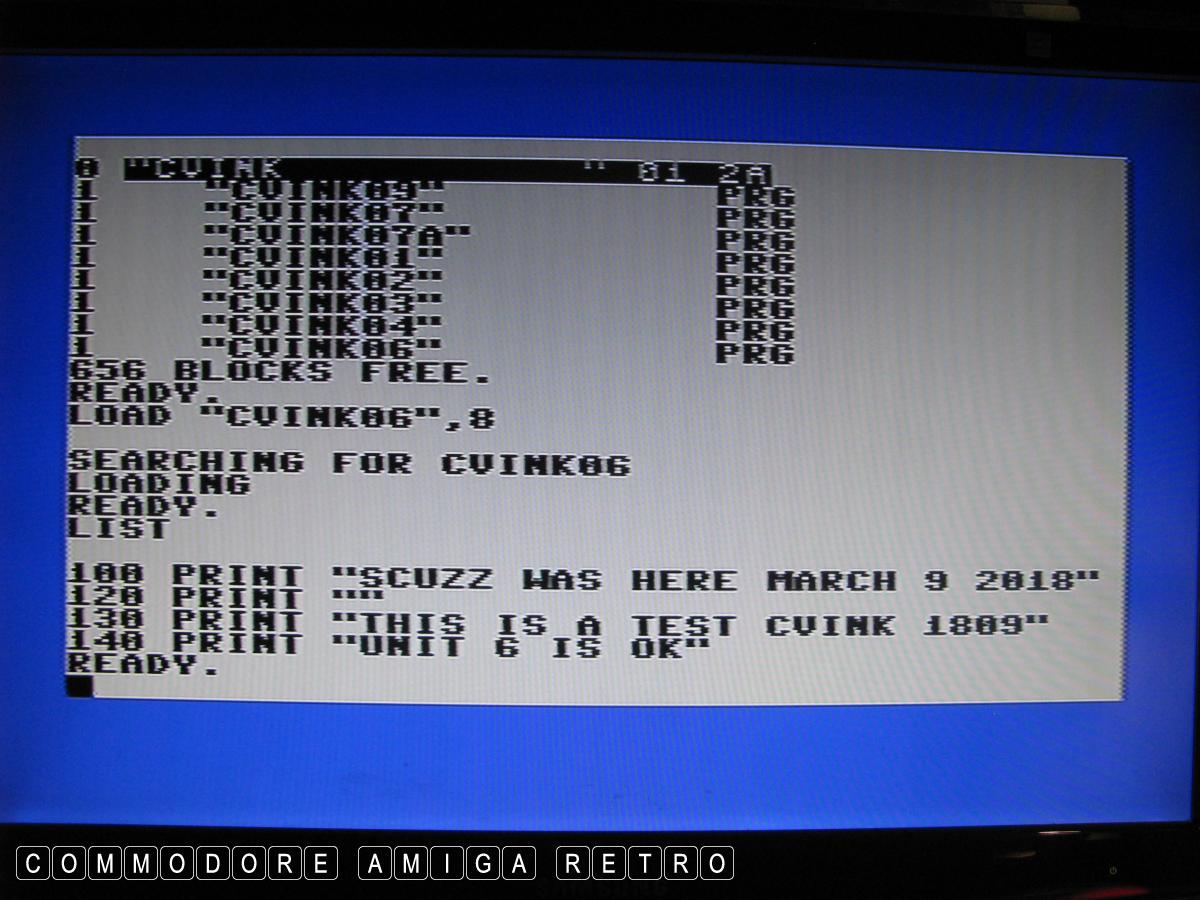 0 "CVINK " 01 2A
1 "CVINK09" PRG
1 "CVINK07" PRG
1 "CVINK07A" PRG
1 "CVINK01" PRG
1 "CVINK02" PRG
1 "CVINK03" PRG
1 "CVINK04" PRG
1 "CVINK06" PRG
656 BLOCKS FREE.
READY.
LOAD "CVINK06",8
SEARCHING FOR CVINK06
LOADING
READY.
LIST
100 PRINT "SCUZZ WAS HERE MARCH 9 2018"
120 PRINT ""
130 PRINT "THIS IS A TEST CVINK 1809"
140 PRINT "UNIT 6 IS OK"
READY.
COMMODORE AMIGA RETRO